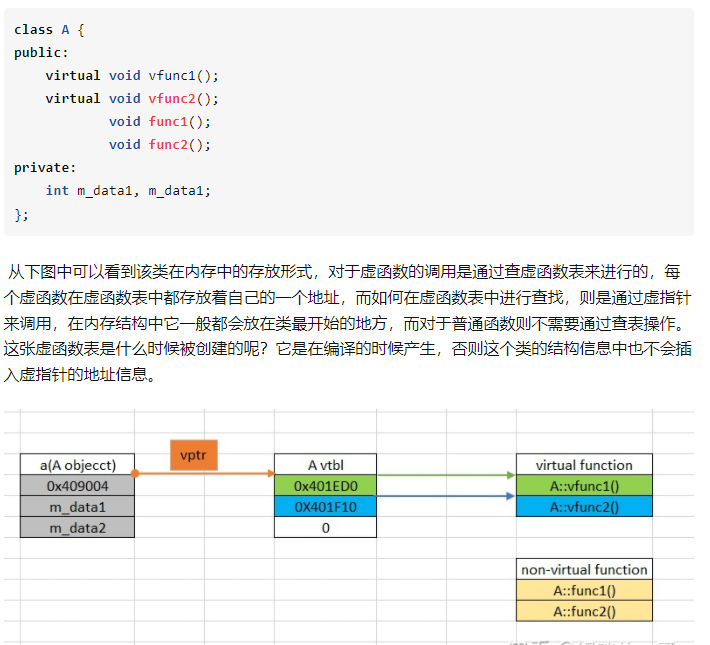 class A {
public:
virtual void vfunc1();
virtual void vfunc2();
void func1();
void func2();
private:
int m_data1, m_data1;
};
从下图中可以看到该类在内存中的存放形式，对于虚函数的调用是通过查虚函数表来进行的，每
个虚函数在虚函数表中都存放着自己的一个地址，而如何在虚函数表中进行查找，则是通过虚指针
来调用，在内存结构中它一般都会放在类最开始的地方，而对于普通函数则不需要通过查表操作。
这张虚函数表是什么时候被创建的呢？它是在编译的时候产生，否则这个类的结构信息中也不会插
入虚指针的地址信息。
vptr
a(A objecct)
0x409004
m_data1
m_data2
A vtbl
0x401ED0
0X401F10
0
virtual function
A::vfunc1()
A::vfunc2()
non-virtual function
A::func1()
A::func2()